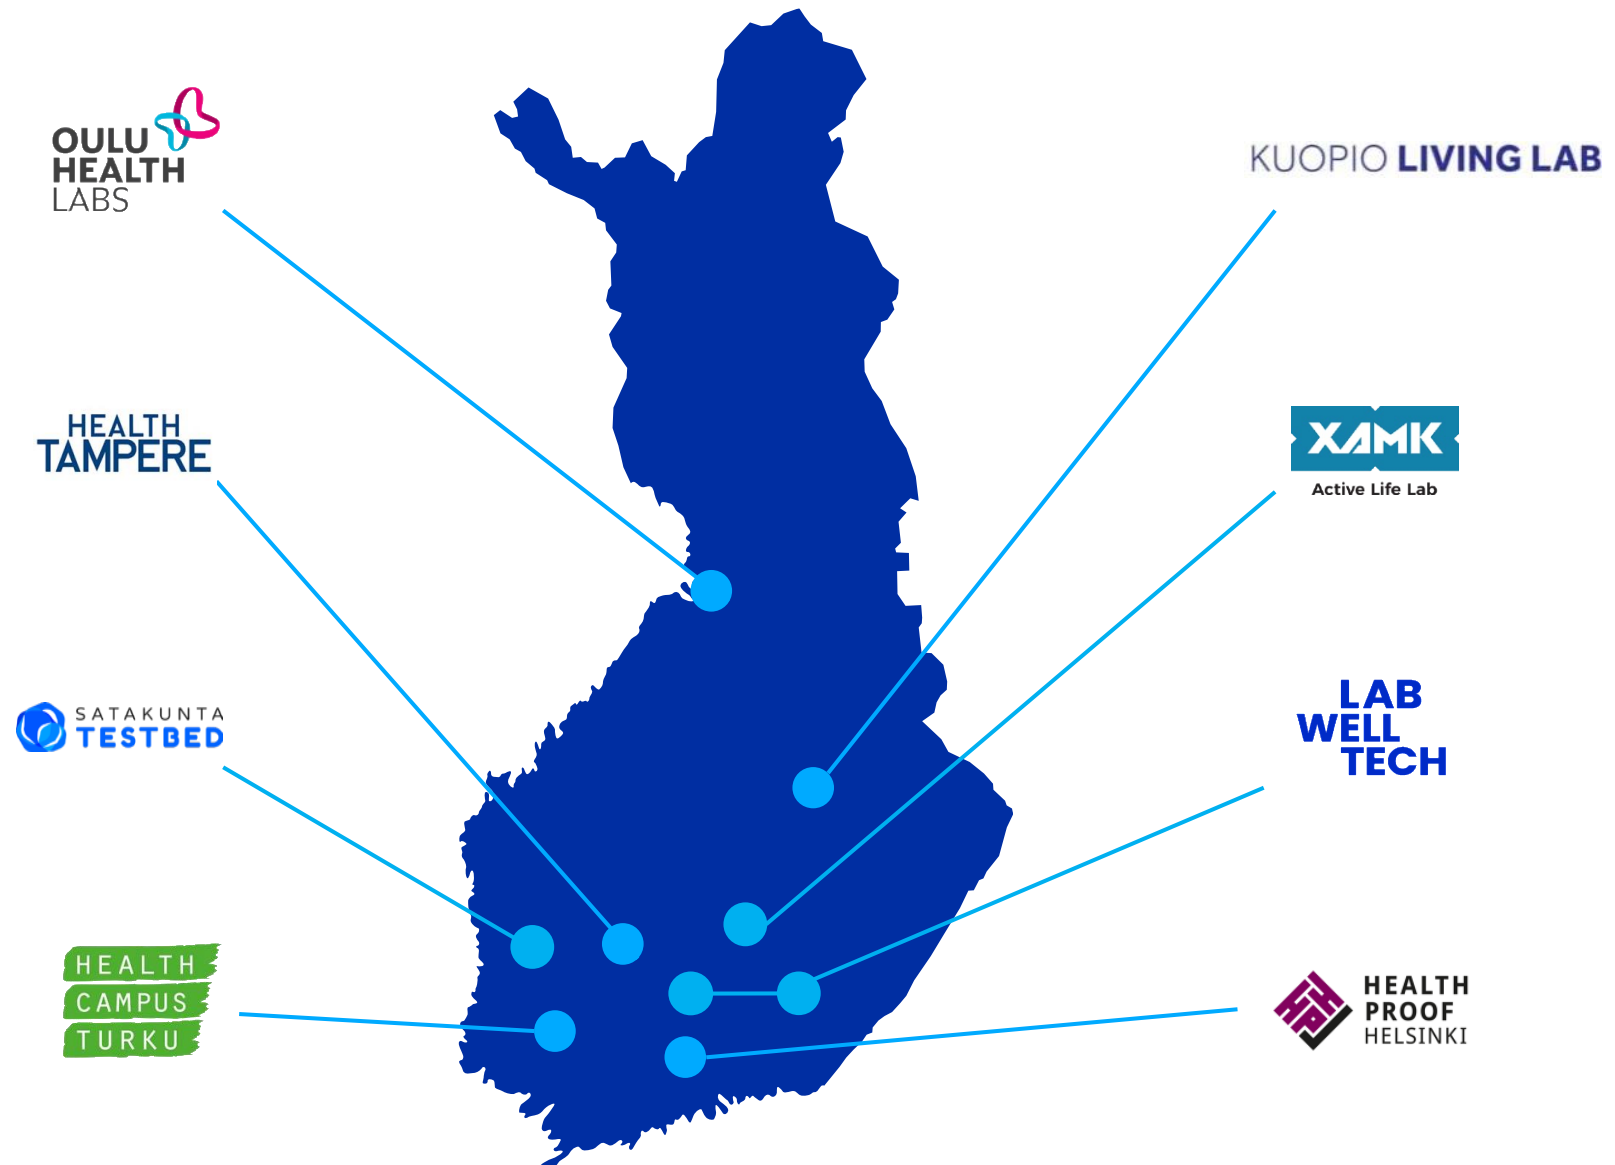 OULU
HEALTH
LABS
KUOPIO LIVING LAB
HEALTH
TAMPERE
XAMK
Active Life Lab
SATAKUNTA
TESTBED
LAB
WELL
TECH
HEALTH
CAMPUS
TURKU
HEALTH
PROOF
HELSINKI